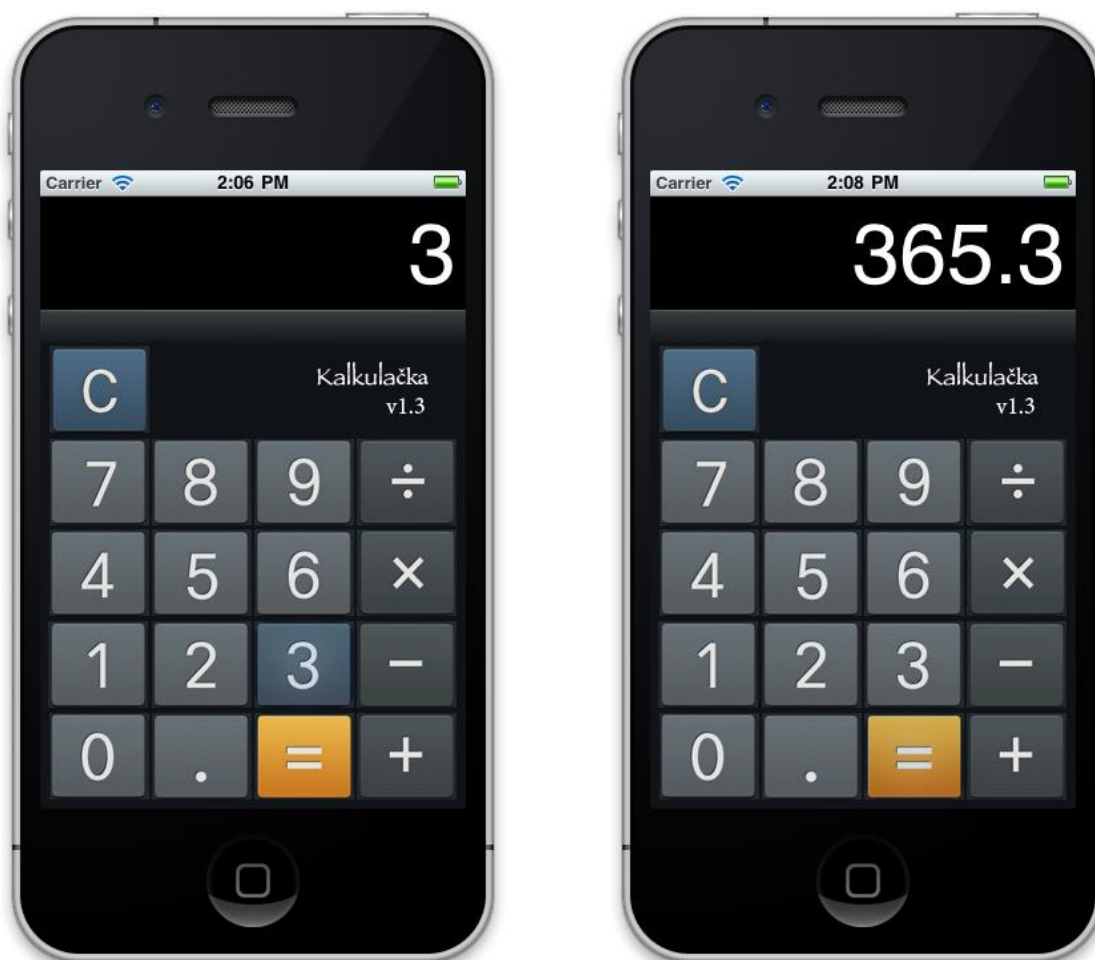 Carrier 2:06 PM
3
C
Kalkulačka
v1.3
7 8 9 ÷
4 5 6 ×
1 2 3 −
0 . = +
Carrier 2:08 PM
365.3
C
Kalkulačka
v1.3
7 8 9 ÷
4 5 6 ×
1 2 3 −
0 . = +